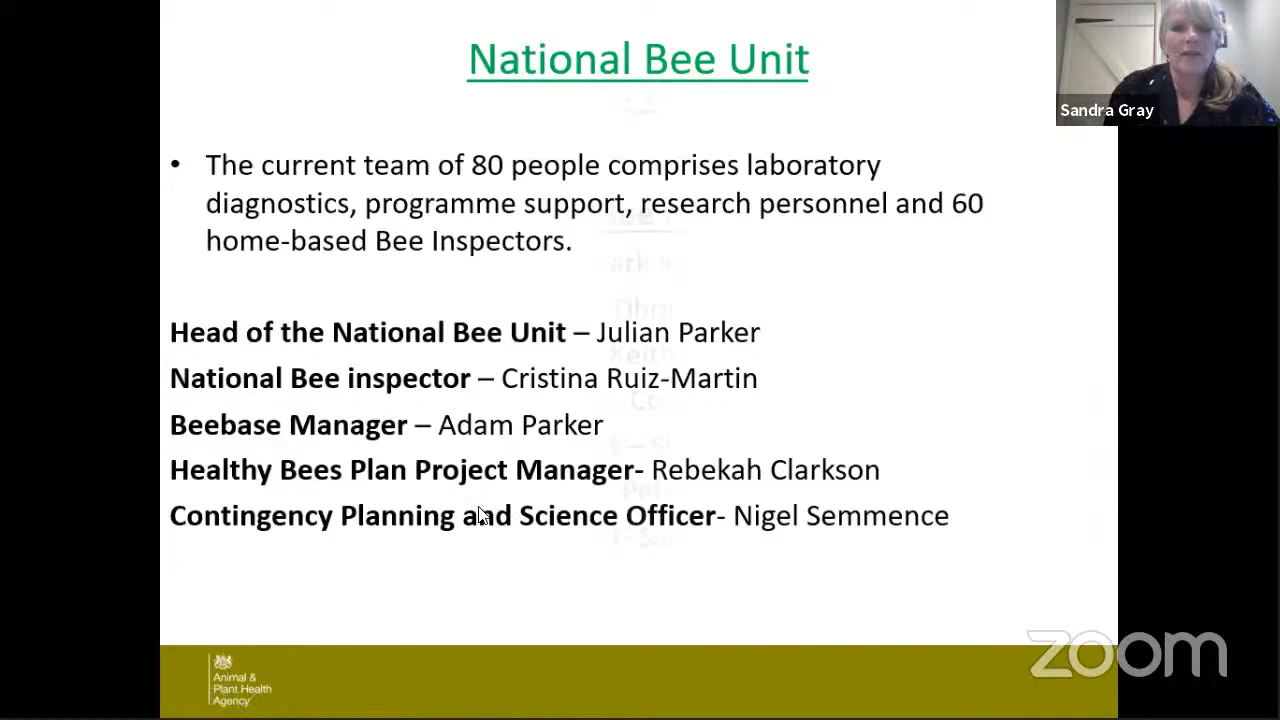 National Bee Unit
Sandra Gray
• The current team of 80 people comprises laboratory
diagnostics, programme support, research personnel and 60
home-based Bee Inspectors.
Head of the National Bee Unit – Julian Parker
National Bee inspector – Cristina Ruiz-Martin
Beebase Manager – Adam Parker
Healthy Bees Plan Project Manager- Rebekah Clarkson
Contingency Planning and Science Officer- Nigel Semmence
Animal &
Plant Health
Agency
zoom